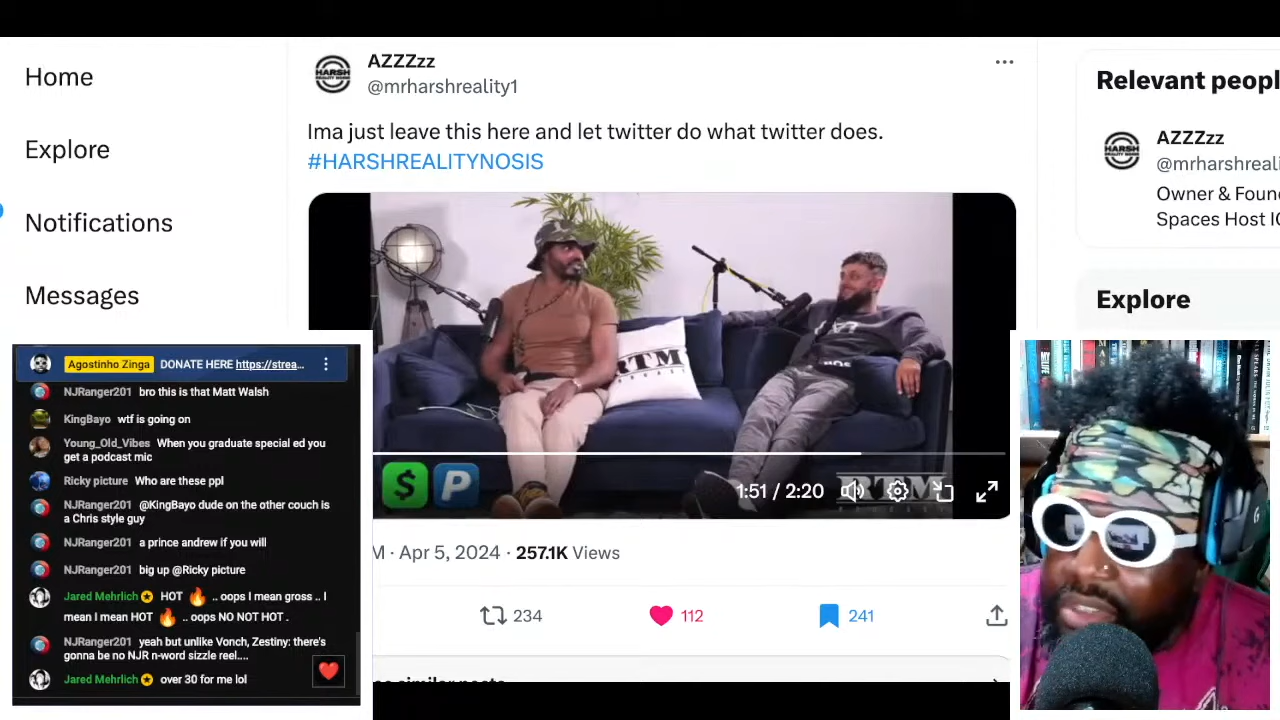 Home
Explore
Notifications
Messages
AZZZzz
@mrharshreality1
Ima just leave this here and let twitter do what twitter does.
#HARSHREALITYNOSIS
HARSH
REALITY NOSIS
RTM
1:51 / 2:20
RTM
M · Apr 5, 2024 · 257.1K Views
234
112
241
Relevant peopl
AZZZzz
@mrharshreali
Owner & Foun
Spaces Host I
Explore
Agostinho Zinga DONATE HERE https://strea...
NJRanger201 bro this is that Matt Walsh
KingBayo wtf is going on
Young_Old_Vibes When you graduate special ed you
get a podcast mic
Ricky picture Who are these ppl
NJRanger201 @KingBayo dude on the other couch is
a Chris style guy
NJRanger201 a prince andrew if you will
NJRanger201 big up @Ricky picture
Jared Mehrlich HOT 🔥 .. oops I mean gross .. I
mean I mean HOT 🔥 .. oops NO NOT HOT .
NJRanger201 yeah but unlike Vonch, Zestiny: there's
gonna be no NJR n-word sizzle reel....
Jared Mehrlich over 30 for me lol